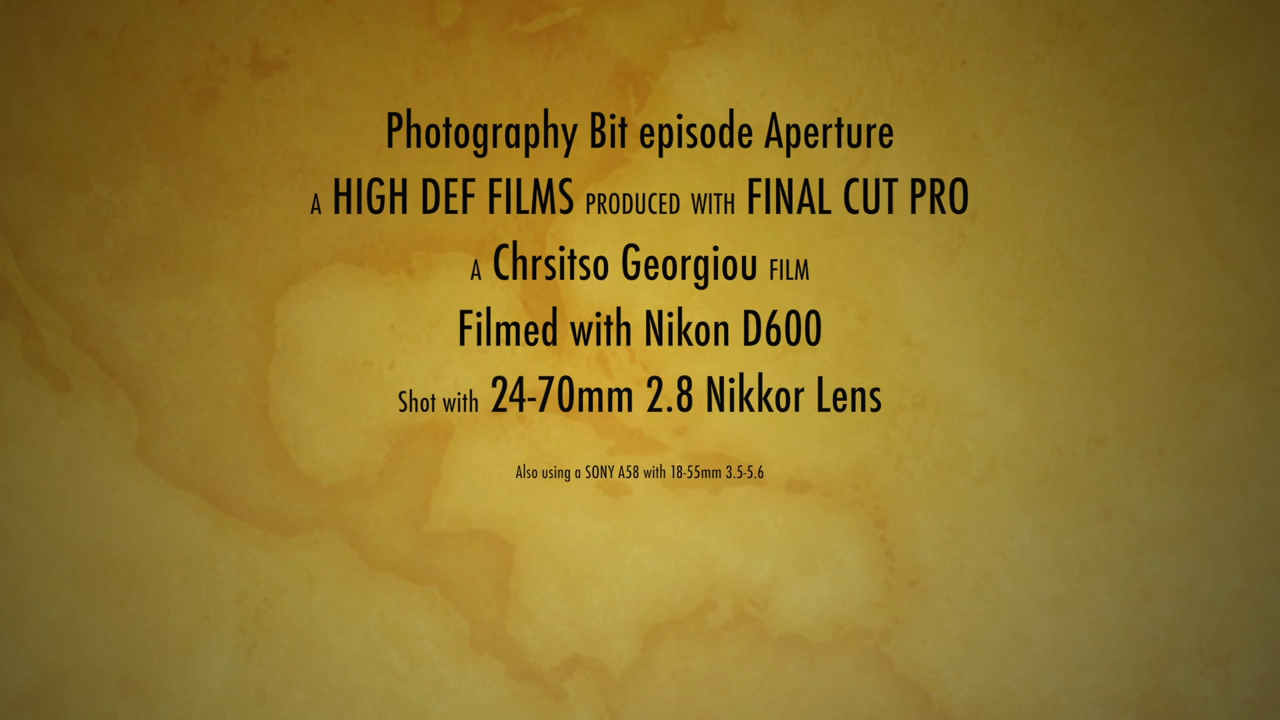 Photography Bit episode Aperture
A HIGH DEF FILMS PRODUCED WITH FINAL CUT PRO
A Chrsitso Georgiou FILM
Filmed with Nikon D600
Shot with 24-70mm 2.8 Nikkor Lens
Also using a SONY A58 with 18-55mm 3.5-5.6